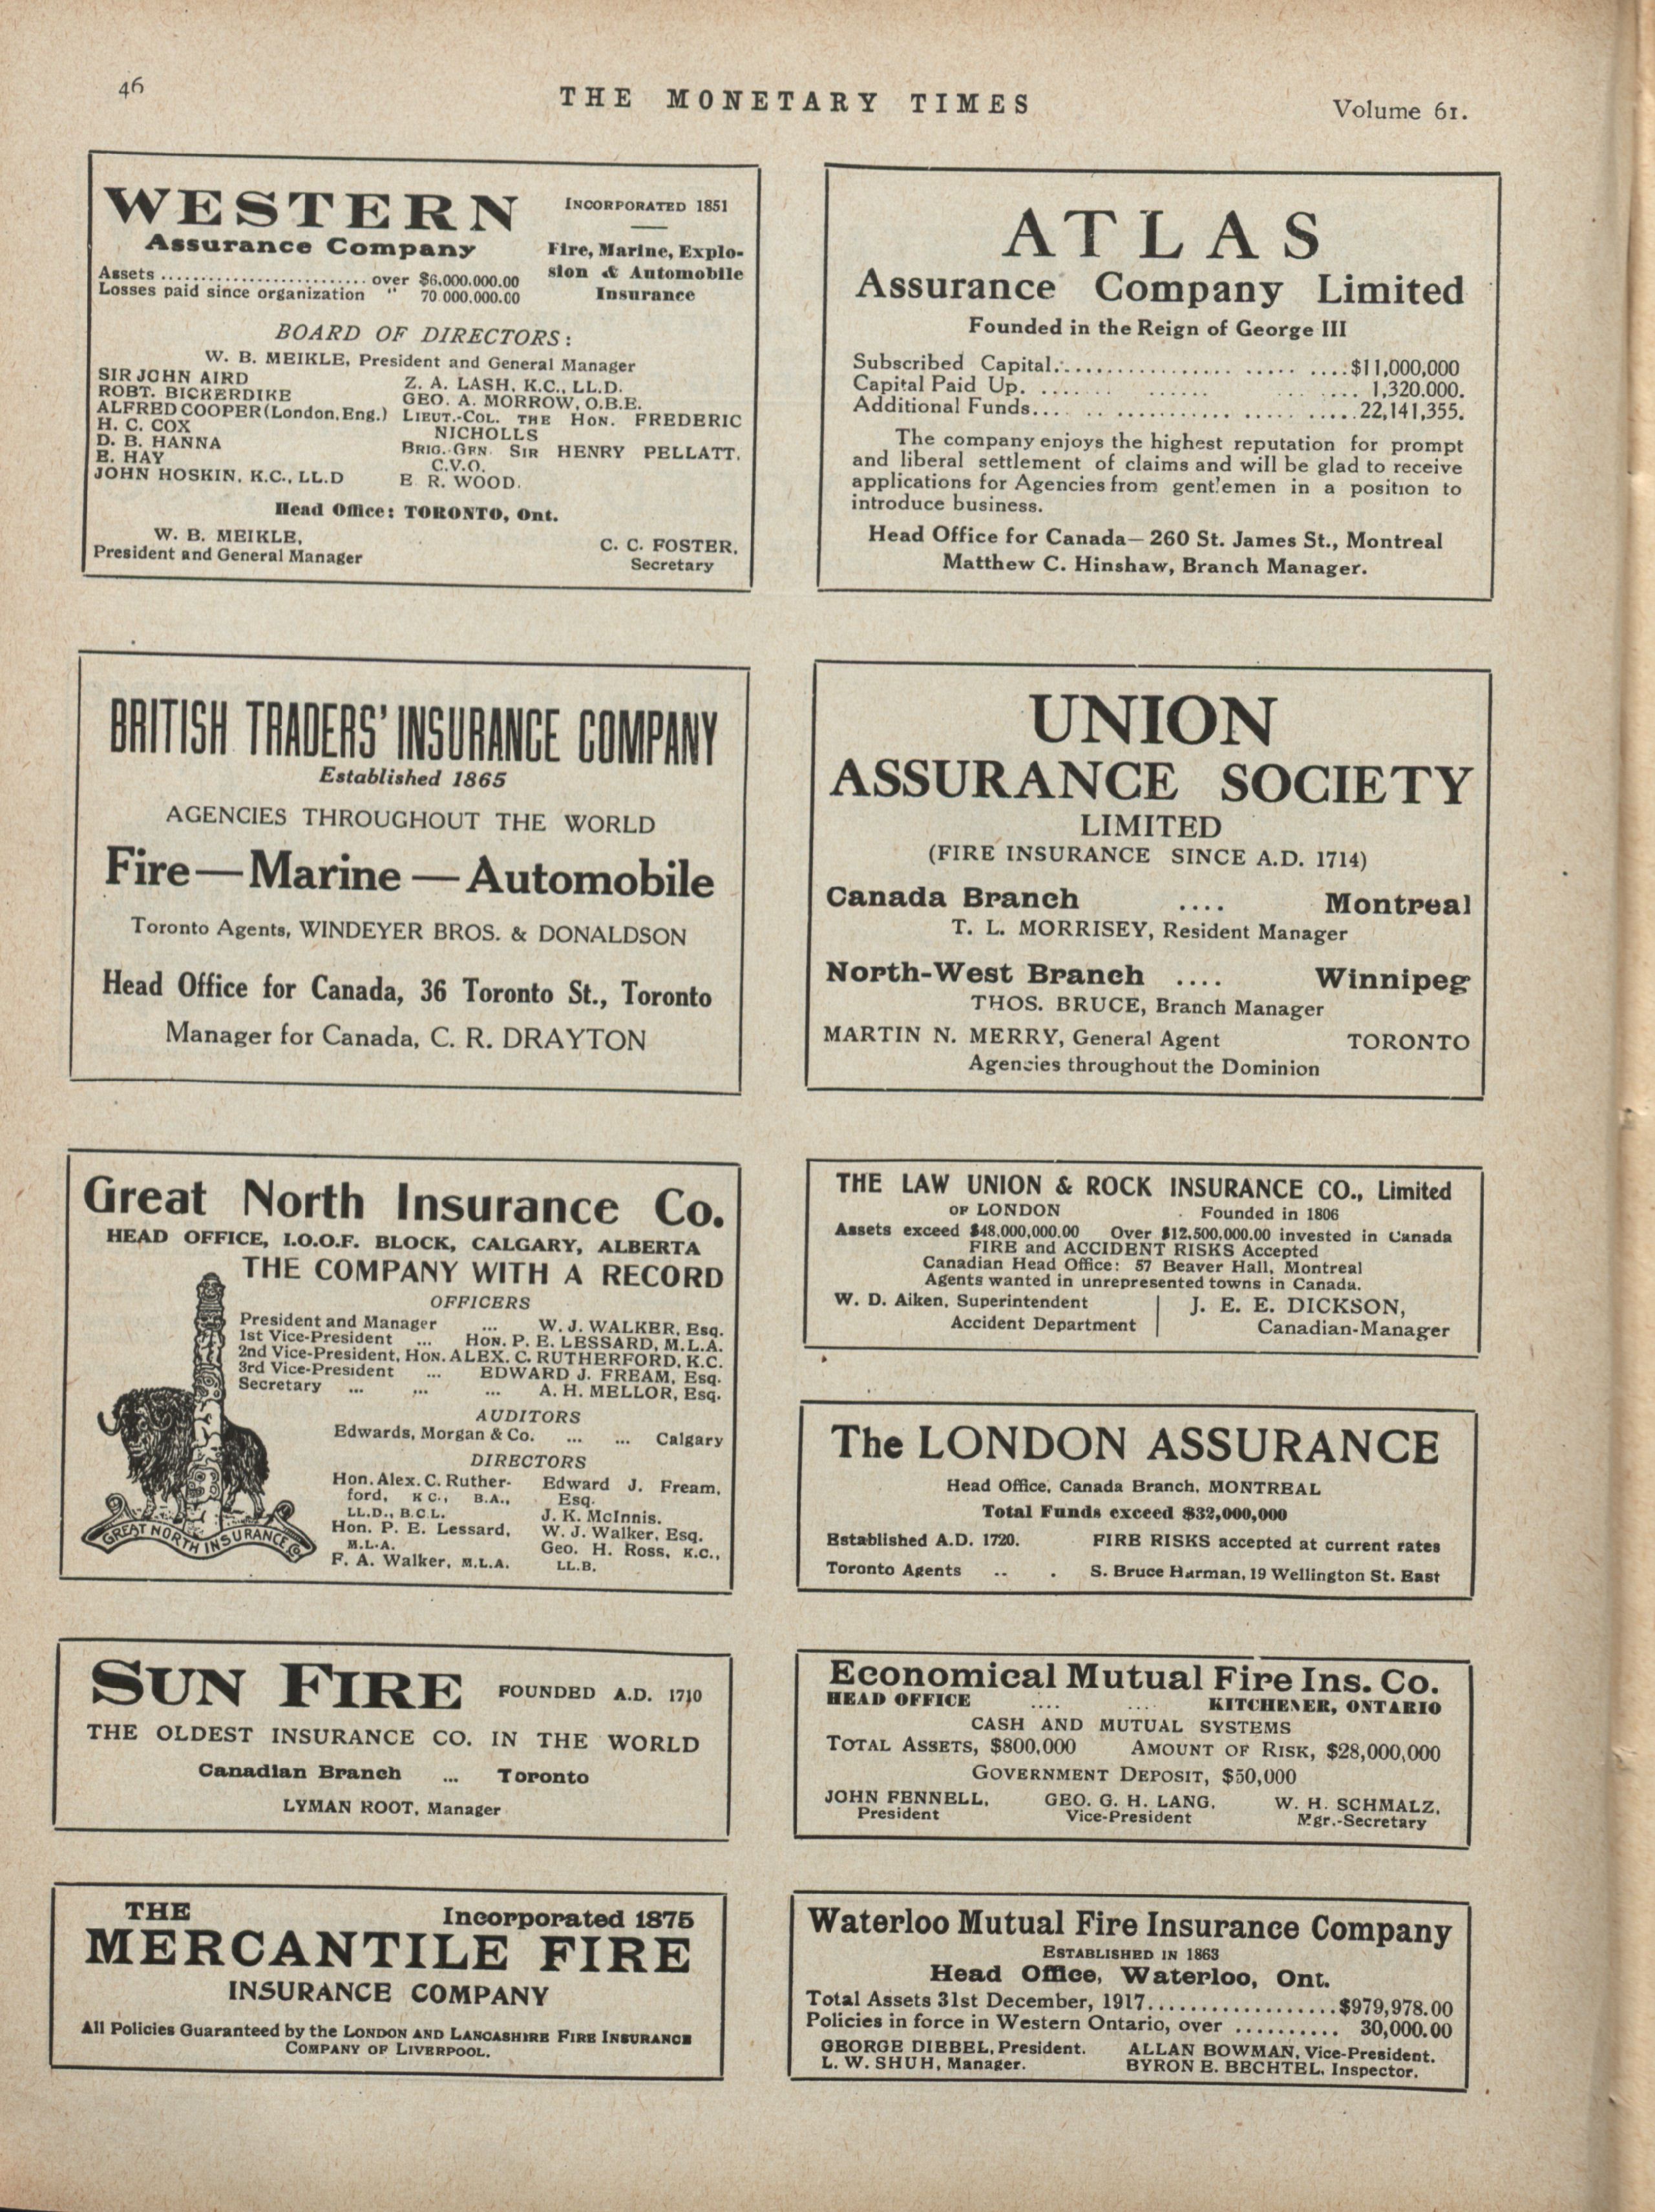 46
THE MONETARY TIMES
Volume 61.
WESTERN
Assurance Company
INCORPORATED 1851
Fire, Marine, Explo-
sion & Automobile
Insurance
Assets .......................... over $6,000,000.00
Losses paid since organization " 70 000,000.00
BOARD OF DIRECTORS:
W. B. MEIKLE, President and General Manager
SIR JOHN AIRD
ROBT. BICKERDIKE
ALFRED COOPER (London, Eng.)
H. C. COX
D. B. HANNA
E. HAY
JOHN HOSKIN, K.C., LL.D
Z. A. LASH, K.C., LL.D.
GEO. A. MORROW, O.B.E.
LIEUT.-COL. THE HON. FREDERIC
NICHOLLS
BRIG.-GEN. SIR HENRY PELLATT,
C.V.O.
E R. WOOD.
Head Office: TORONTO, Ont.
W. B. MEIKLE,
President and General Manager
C. C. FOSTER,
Secretary
ATLAS
Assurance Company Limited
Founded in the Reign of George III
Subscribed Capital.......................$11,000,000
Capital Paid Up. ............... 1,320.000.
Additional Funds........................22,141,355.
The company enjoys the highest reputation for prompt
and liberal settlement of claims and will be glad to receive
applications for Agencies from gentlemen in a position to
introduce business.
Head Office for Canada—260 St. James St., Montreal
Matthew C. Hinshaw, Branch Manager.
BRITISH TRADERS' INSURANCE COMPANY
Established 1865
AGENCIES THROUGHOUT THE WORLD
Fire—Marine—Automobile
Toronto Agents, WINDEYER BROS. & DONALDSON
Head Office for Canada, 36 Toronto St., Toronto
Manager for Canada, C. R. DRAYTON
UNION
ASSURANCE SOCIETY
LIMITED
(FIRE INSURANCE SINCE A.D. 1714)
Canada Branch .... Montreal
T. L. MORRISEY, Resident Manager
North-West Branch .... Winnipeg
THOS. BRUCE, Branch Manager
MARTIN N. MERRY, General Agent TORONTO
Agencies throughout the Dominion
Great North Insurance Co.
HEAD OFFICE, I.O.O.F. BLOCK, CALGARY, ALBERTA
THE COMPANY WITH A RECORD
OFFICERS
President and Manager ... W. J. WALKER, Esq.
1st Vice-President ... HON. P. E. LESSARD, M.L.A.
2nd Vice-President, HON. ALEX. C. RUTHERFORD, K.C.
3rd Vice-President ... EDWARD J. FREAM, Esq.
Secretary ... ... ... A. H. MELLOR, Esq.
AUDITORS
Edwards, Morgan & Co. ... ... Calgary
DIRECTORS
Hon. Alex. C. Ruther-
ford, K C., B.A.,
LL.D., B.C.L.
Hon. P. E. Lessard,
M.L.A.
F. A. Walker, M.L.A.
Edward J. Fream,
Esq.
J. K. McInnis.
W. J. Walker, Esq.
Geo. H. Ross, K.C.,
LL.B.
GREAT NORTH INSURANCE Co
THE LAW UNION & ROCK INSURANCE CO., Limited
OF LONDON Founded in 1806
Assets exceed $48,000,000.00 Over $12,500,000.00 invested in Canada
FIRE and ACCIDENT RISKS Accepted
Canadian Head Office: 57 Beaver Hall, Montreal
Agents wanted in unrepresented towns in Canada.
W. D. Aiken, Superintendent
Accident Department
J. E. E. DICKSON,
Canadian-Manager
The LONDON ASSURANCE
Head Office, Canada Branch, MONTREAL
Total Funds exceed $32,000,000
Established A.D. 1720. FIRE RISKS accepted at current rates
Toronto Agents .. . S. Bruce Harman, 19 Wellington St. East
SUN FIRE FOUNDED A.D. 1710
THE OLDEST INSURANCE CO. IN THE WORLD
Canadian Branch ... Toronto
LYMAN ROOT, Manager
Economical Mutual Fire Ins. Co.
HEAD OFFICE .... .... KITCHENER, ONTARIO
CASH AND MUTUAL SYSTEMS
TOTAL ASSETS, $800,000 AMOUNT OF RISK, $28,000,000
GOVERNMENT DEPOSIT, $50,000
JOHN FENNELL, GEO. G. H. LANG, W. H. SCHMALZ,
President Vice-President Mgr.-Secretary
THE
Incorporated 1875
MERCANTILE FIRE
INSURANCE COMPANY
All Policies Guaranteed by the LONDON AND LANCASHIRE FIRE INSURANCE
COMPANY OF LIVERPOOL.
Waterloo Mutual Fire Insurance Company
ESTABLISHED IN 1863
Head Office, Waterloo, Ont.
Total Assets 31st December, 1917..................$979,978.00
Policies in force in Western Ontario, over .......... 30,000.00
GEORGE DIEBEL, President. ALLAN BOWMAN, Vice-President.
L. W. SHUH, Manager. BYRON E. BECHTEL, Inspector.